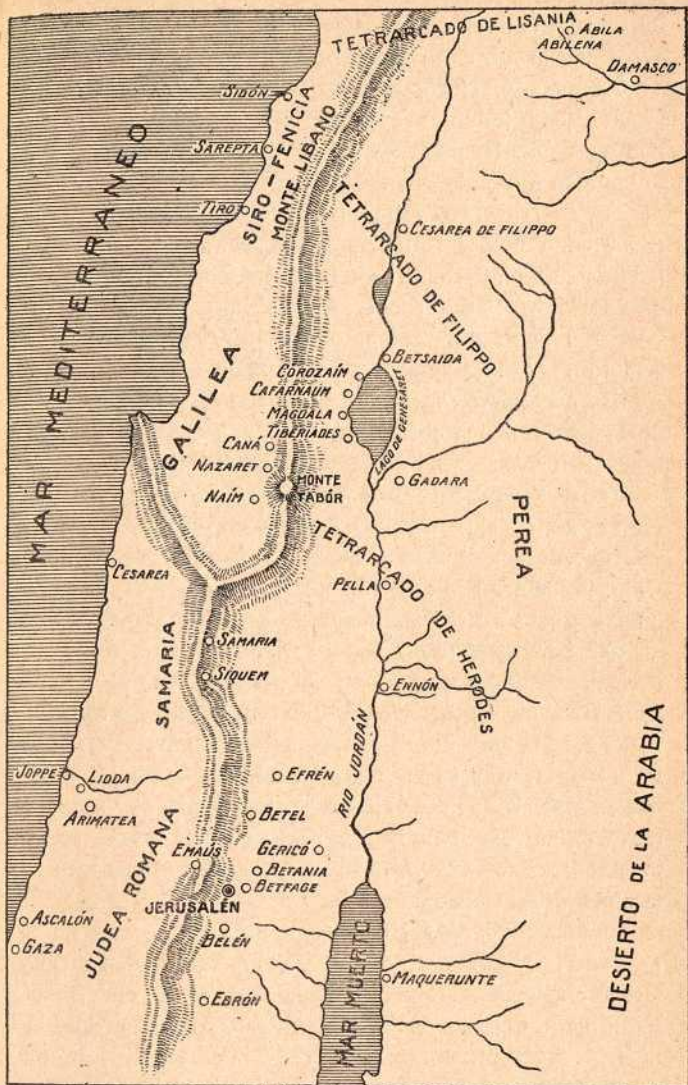 TETRARCADO DE LISANIA
ÁBILA
ABILENA
DAMASCO
SIDÓN
SAREPTA
TIRO
SIRO-FENICIA
MONTE LIBANO
MAR MEDITERRANEO
TETRARCADO DE FILIPPO
CESAREA DE FILIPPO
BETSAIDA
COROZAÍM
CAFARNAUM
MAGDALA
TIBERIADES
LAGO DE GENESARET
GALILEA
CANÁ
NAZARET
NAÍM
MONTE
TABÓR
GADARA
PEREA
TETRARCADO DE HERODES
CESAREA
PELLA
SAMARIA
SAMARIA
SIQUEM
ENNÓN
RIO JORDÁN
JOPPE
LIDDA
ARIMATEA
EFRÉN
BETEL
EMAÚS
GERICÓ
BETANIA
BETFAGE
JERUSALÉN
JUDEA ROMANA
ASCALÓN
GAZA
BELÉN
EBRÓN
MAR MUERTO
MAQUERUNTE
DESIERTO DE LA ARABIA